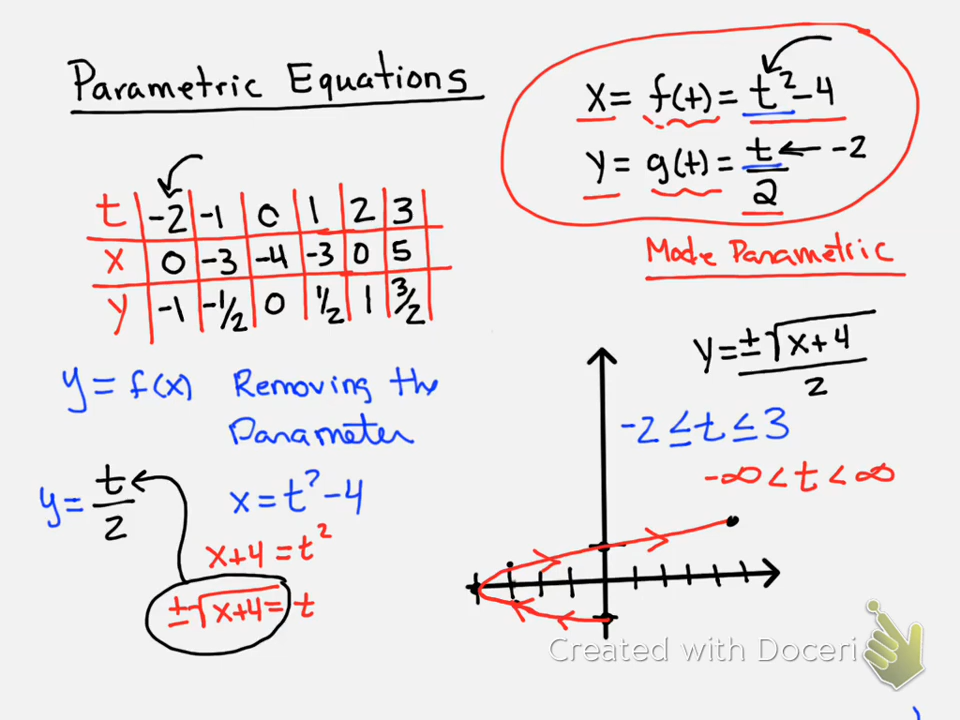 Parametric Equations
x = f(t) = t² - 4
y = g(t) = t/2 ← -2
t | -2 | -1 | 0 | 1 | 2 | 3
x | 0 | -3 | -4 | -3 | 0 | 5
y | -1 | -1/2 | 0 | 1/2 | 1 | 3/2
Mode Parametric
y = f(x) Removing the
Parameter
y = t/2
x = t² - 4
x + 4 = t²
±√(x+4) = t
y = ±√(x+4)/2
-2 ≤ t ≤ 3
-∞ < t < ∞
Created with Doceri